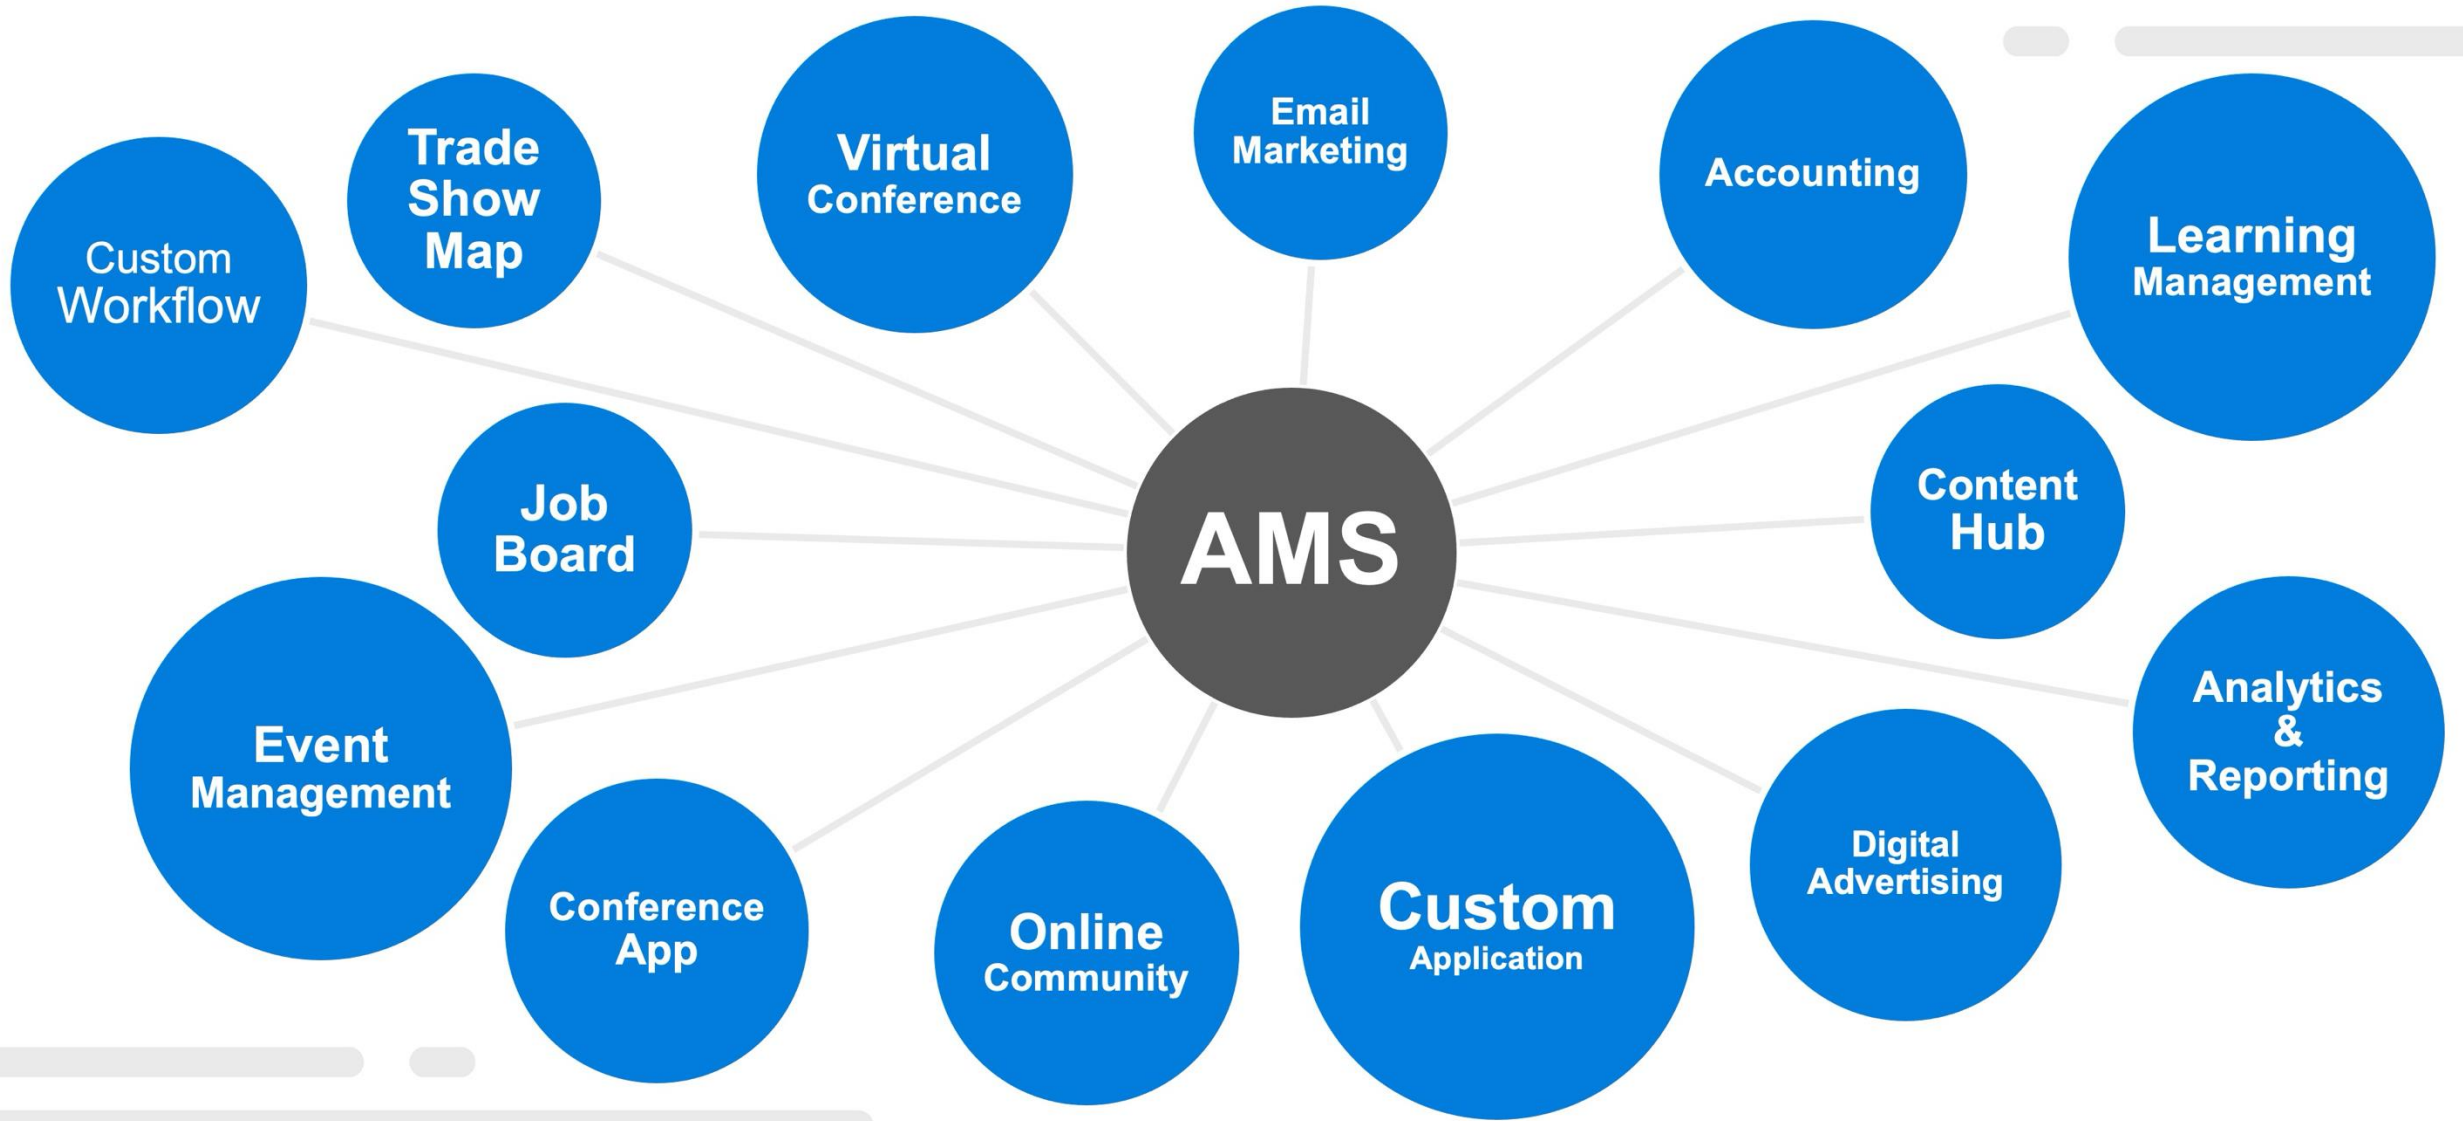 Custom
Workflow
Trade
Show
Map
Virtual
Conference
Email
Marketing
Accounting
Learning
Management
Job
Board
AMS
Content
Hub
Event
Management
Conference
App
Online
Community
Custom
Application
Digital
Advertising
Analytics
&
Reporting